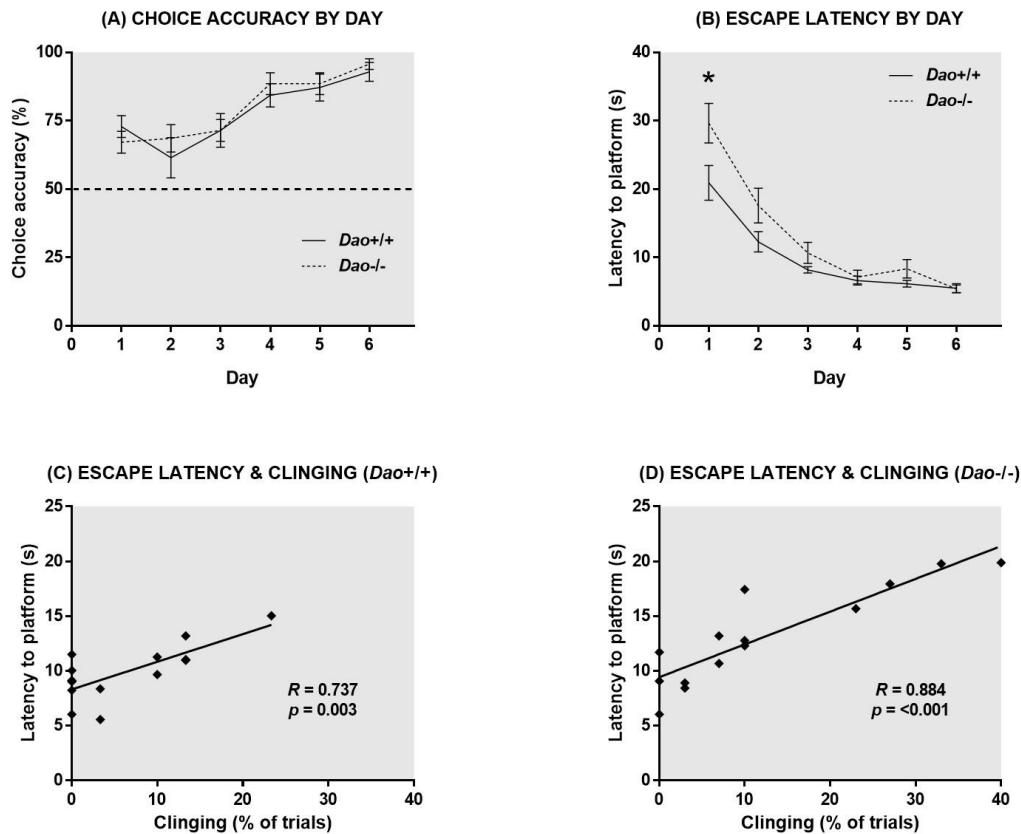 (A) CHOICE ACCURACY BY DAY
100
75
50
25
0
Choice accuracy (%)
Dao+/+
Dao-/-
0 1 2 3 4 5 6
Day
(B) ESCAPE LATENCY BY DAY
40
30
20
10
0
Latency to platform (s)
*
Dao+/+
Dao-/-
0 1 2 3 4 5 6
Day
(C) ESCAPE LATENCY & CLINGING (Dao+/+)
25
20
15
10
5
0
Latency to platform (s)
R = 0.737
p = 0.003
0 10 20 30 40
Clinging (% of trials)
(D) ESCAPE LATENCY & CLINGING (Dao-/-)
25
20
15
10
5
0
Latency to platform (s)
R = 0.884
p = <0.001
0 10 20 30 40
Clinging (% of trials)